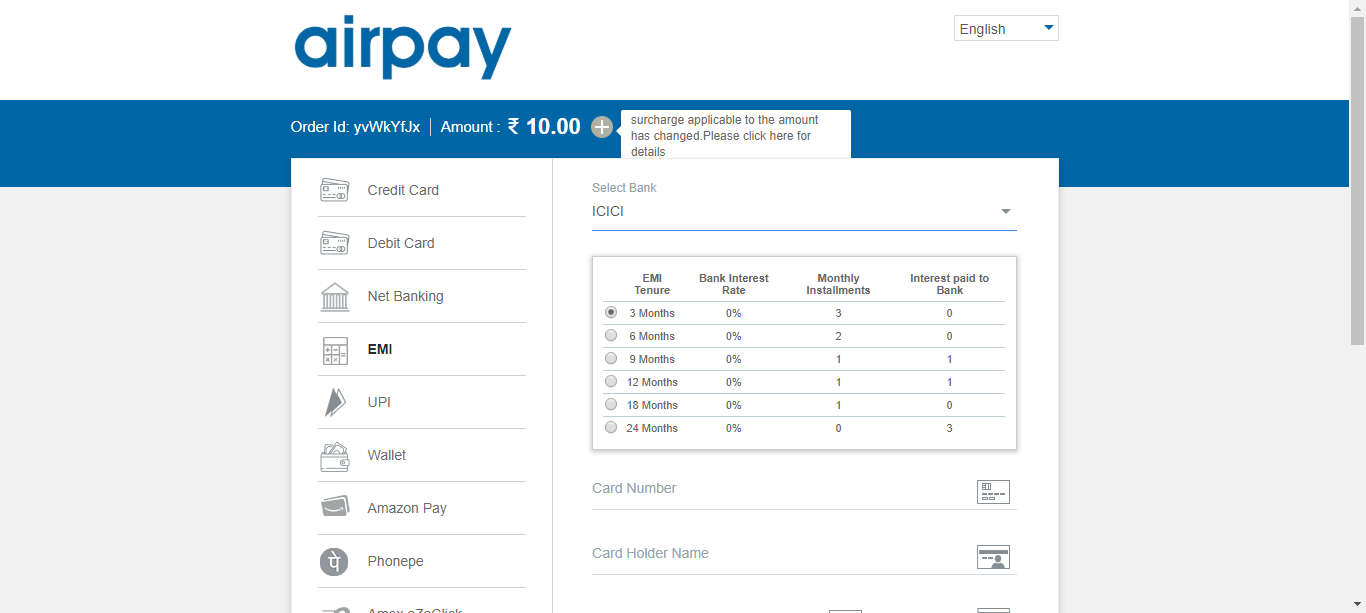 airpay
English
Order Id: yvWkYfJx | Amount : ₹ 10.00
surcharge applicable to the amount
has changed.Please click here for
details
Credit Card
Debit Card
Net Banking
EMI
UPI
Wallet
Amazon Pay
Phonepe
Amex eZeClick
Select Bank
ICICI
EMI Tenure Bank Interest Rate Monthly Installments Interest paid to Bank
3 Months 0% 3 0
6 Months 0% 2 0
9 Months 0% 1 1
12 Months 0% 1 1
18 Months 0% 1 0
24 Months 0% 0 3
Card Number
Card Holder Name